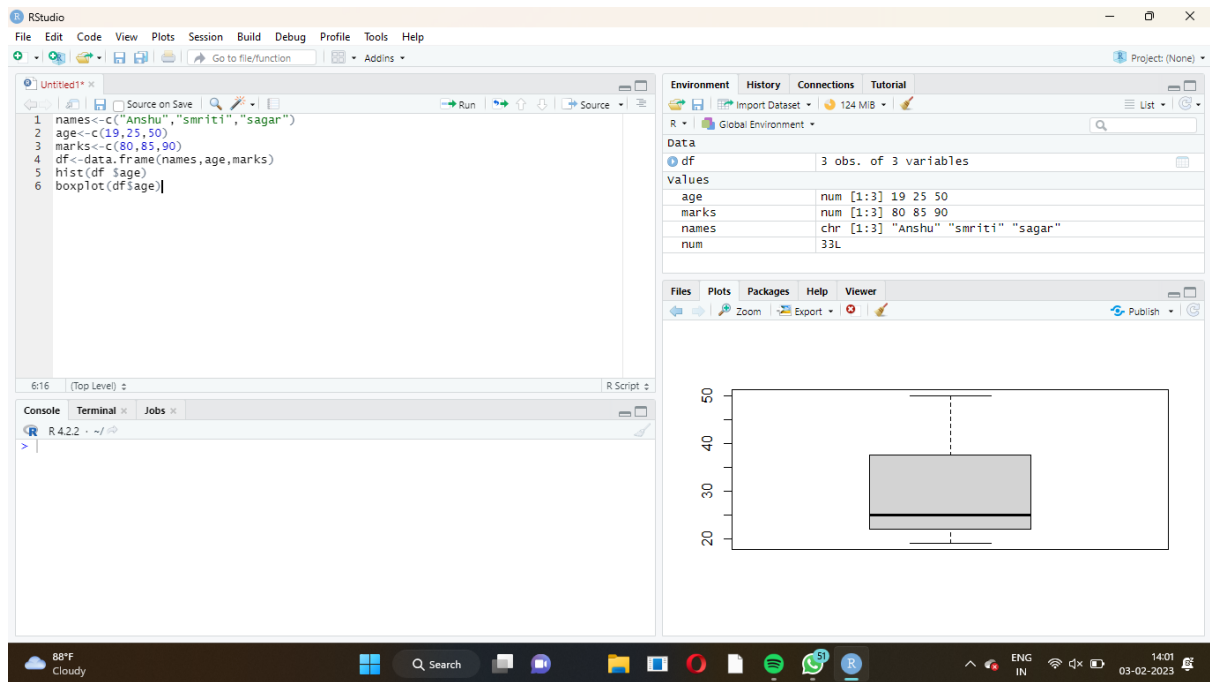 RStudio
File Edit Code View Plots Session Build Debug Profile Tools Help
Go to file/function Addins Project: (None)
Untitled1*
Source on Save Run Source
1 names<-c("Anshu","smriti","sagar")
2 age<-c(19,25,50)
3 marks<-c(80,85,90)
4 df<-data.frame(names,age,marks)
5 hist(df $age)
6 boxplot(df$age)
6:16 (Top Level) R Script
Console Terminal Jobs
R 4.2.2 · ~/
>
Environment History Connections Tutorial
Import Dataset 124 MiB List
R Global Environment
Data
df 3 obs. of 3 variables
values
age num [1:3] 19 25 50
marks num [1:3] 80 85 90
names chr [1:3] "Anshu" "smriti" "sagar"
num 33L
Files Plots Packages Help Viewer
Zoom Export Publish
50
40
30
20
88°F
Cloudy
Search
51
R
ENG
IN
14:01
03-02-2023